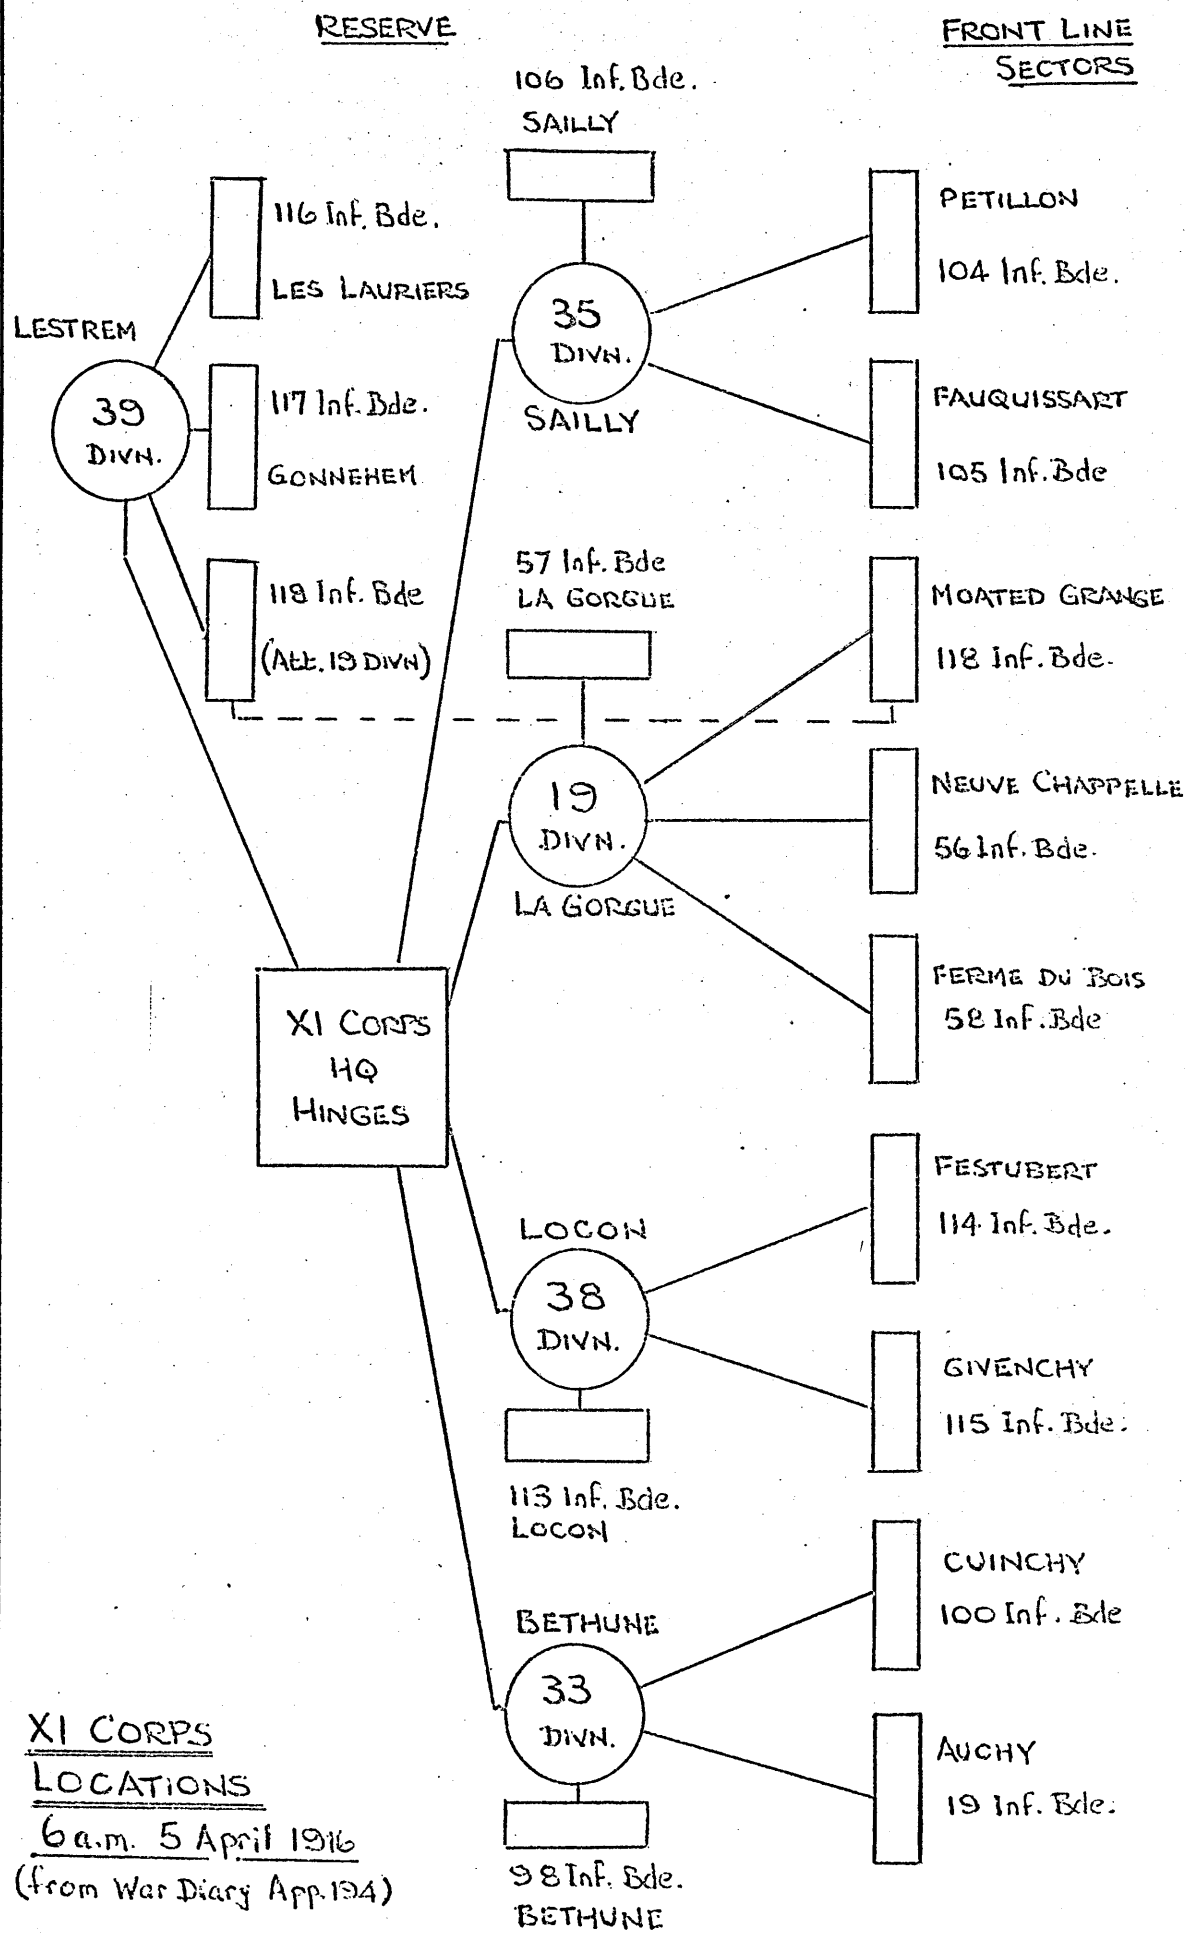 RESERVE
FRONT LINE
SECTORS
106 Inf. Bde.
SAILLY
116 Inf. Bde.
LES LAURIERS
LESTREM
39
DIVN.
117 Inf. Bde.
GONNEHEM
118 Inf. Bde
(Att. 19 DIVN)
35
DIVN.
SAILLY
PETILLON
104 Inf. Bde.
FAUQUISSART
105 Inf. Bde
57 Inf. Bde
LA GORGUE
19
DIVN.
LA GORGUE
MOATED GRANGE
118 Inf. Bde.
NEUVE CHAPPELLE
56 Inf. Bde.
FERME DU BOIS
58 Inf. Bde
XI CORPS
HQ
HINGES
LOCON
38
DIVN.
113 Inf. Bde.
LOCON
FESTUBERT
114 Inf. Bde.
GIVENCHY
115 Inf. Bde.
BETHUNE
33
DIVN.
98 Inf. Bde.
BETHUNE
CUINCHY
100 Inf. Bde
AUCHY
19 Inf. Bde.
XI CORPS
LOCATIONS
6 a.m. 5 April 1916
(from War Diary App. 194)